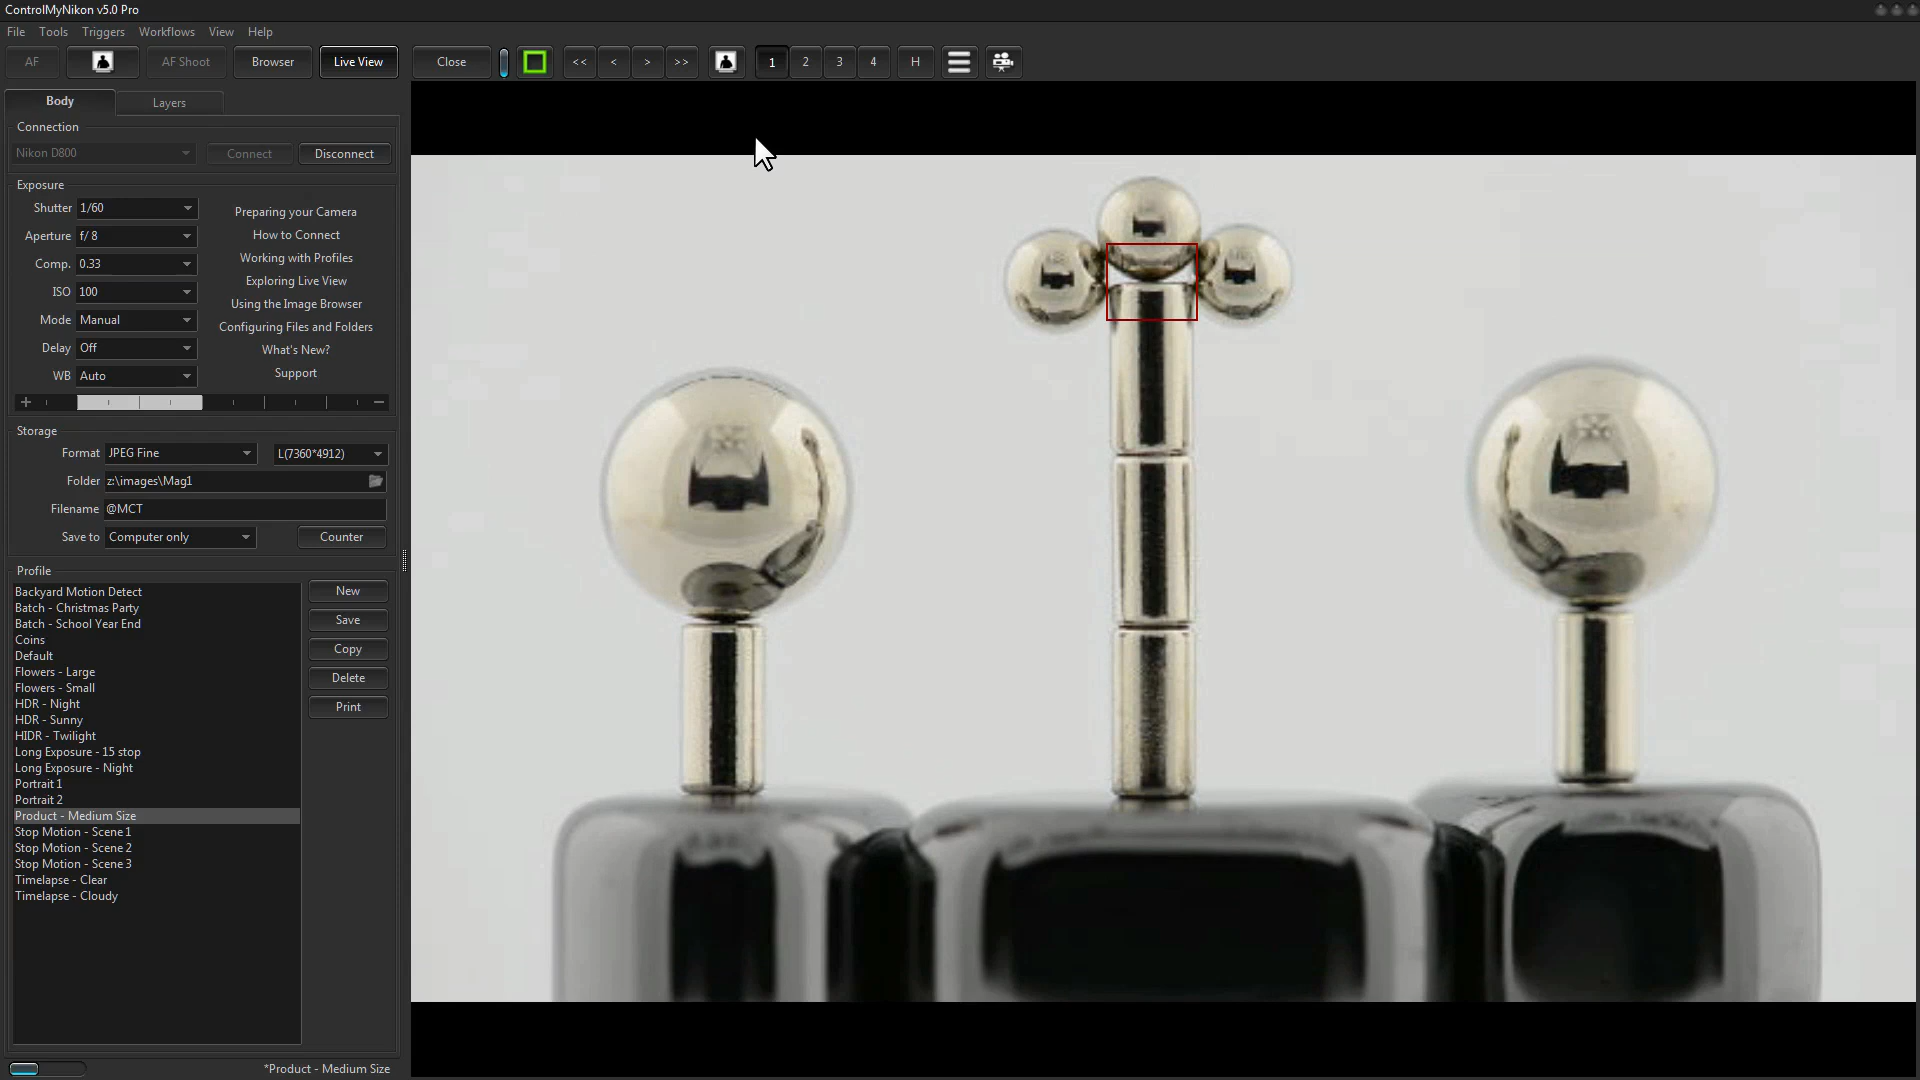 ControlMyNikon v5.0 Pro
File Tools Triggers Workflows View Help
AF AF Shoot Browser Live View Close << < > >> 1 2 3 4 H
Body Layers
Connection
Nikon D800 Connect Disconnect
Exposure
Shutter 1/60
Aperture f/ 8
Comp. 0.33
ISO 100
Mode Manual
Delay Off
WB Auto
Preparing your Camera
How to Connect
Working with Profiles
Exploring Live View
Using the Image Browser
Configuring Files and Folders
What's New?
Support
Storage
Format JPEG Fine L(7360*4912)
Folder z:\images\Mag1
Filename @MCT
Save to Computer only Counter
Profile
Backyard Motion Detect
Batch - Christmas Party
Batch - School Year End
Coins
Default
Flowers - Large
Flowers - Small
HDR - Night
HDR - Sunny
HIDR - Twilight
Long Exposure - 15 stop
Long Exposure - Night
Portrait 1
Portrait 2
Product - Medium Size
Stop Motion - Scene 1
Stop Motion - Scene 2
Stop Motion - Scene 3
Timelapse - Clear
Timelapse - Cloudy
New
Save
Copy
Delete
Print
*Product - Medium Size